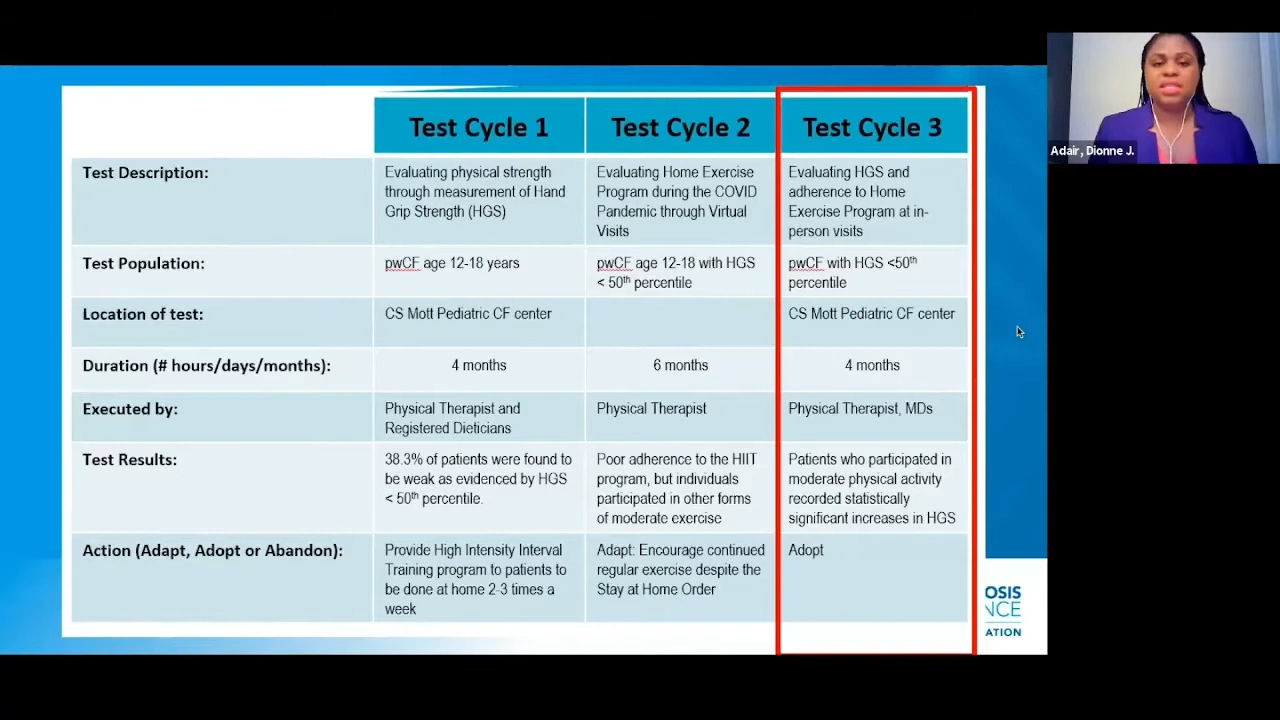 Test Cycle 1
Test Cycle 2
Test Cycle 3
Test Description:
Evaluating physical strength
through measurement of Hand
Grip Strength (HGS)
Evaluating Home Exercise
Program during the COVID
Pandemic through Virtual
Visits
Evaluating HGS and
adherence to Home
Exercise Program at in-
person visits
Test Population:
pwCF age 12-18 years
pwCF age 12-18 with HGS
< 50th percentile
pwCF with HGS <50th
percentile
Location of test:
CS Mott Pediatric CF center
CS Mott Pediatric CF center
Duration (# hours/days/months):
4 months
6 months
4 months
Executed by:
Physical Therapist and
Registered Dieticians
Physical Therapist
Physical Therapist, MDs
Test Results:
38.3% of patients were found to
be weak as evidenced by HGS
< 50th percentile.
Poor adherence to the HIIT
program, but individuals
participated in other forms
of moderate exercise
Patients who participated in
moderate physical activity
recorded statistically
significant increases in HGS
Action (Adapt, Adopt or Abandon):
Provide High Intensity Interval
Training program to patients to
be done at home 2-3 times a
week
Adapt: Encourage continued
regular exercise despite the
Stay at Home Order
Adopt
OSIS
NCE
ATION
Adair, Dionne J.